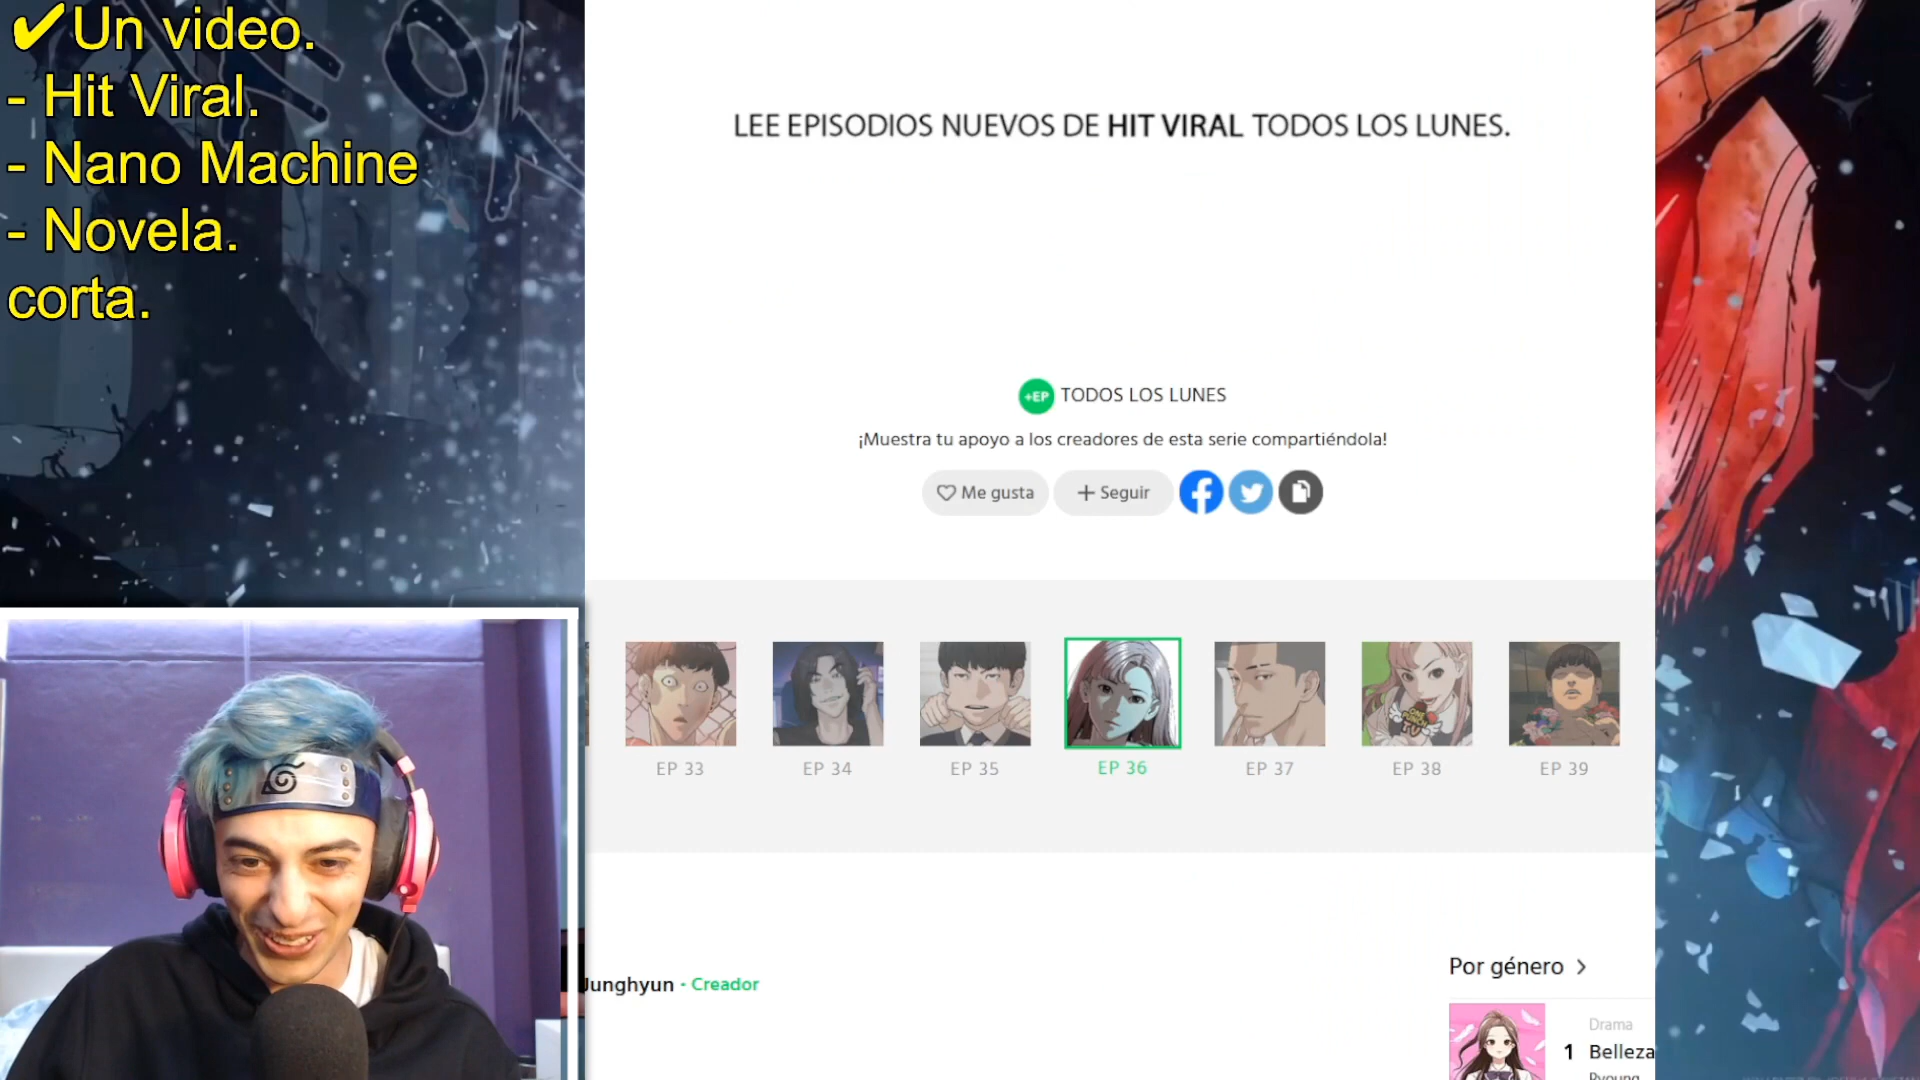 ✔Un video.
- Hit Viral.
- Nano Machine
- Novela.
corta.
LEE EPISODIOS NUEVOS DE HIT VIRAL TODOS LOS LUNES.
+EP TODOS LOS LUNES
¡Muestra tu apoyo a los creadores de esta serie compartiéndola!
Me gusta
+ Seguir
EP 33
EP 34
EP 35
EP 36
EP 37
EP 38
EP 39
Junghyun · Creador
Por género >
Drama
1 Belleza